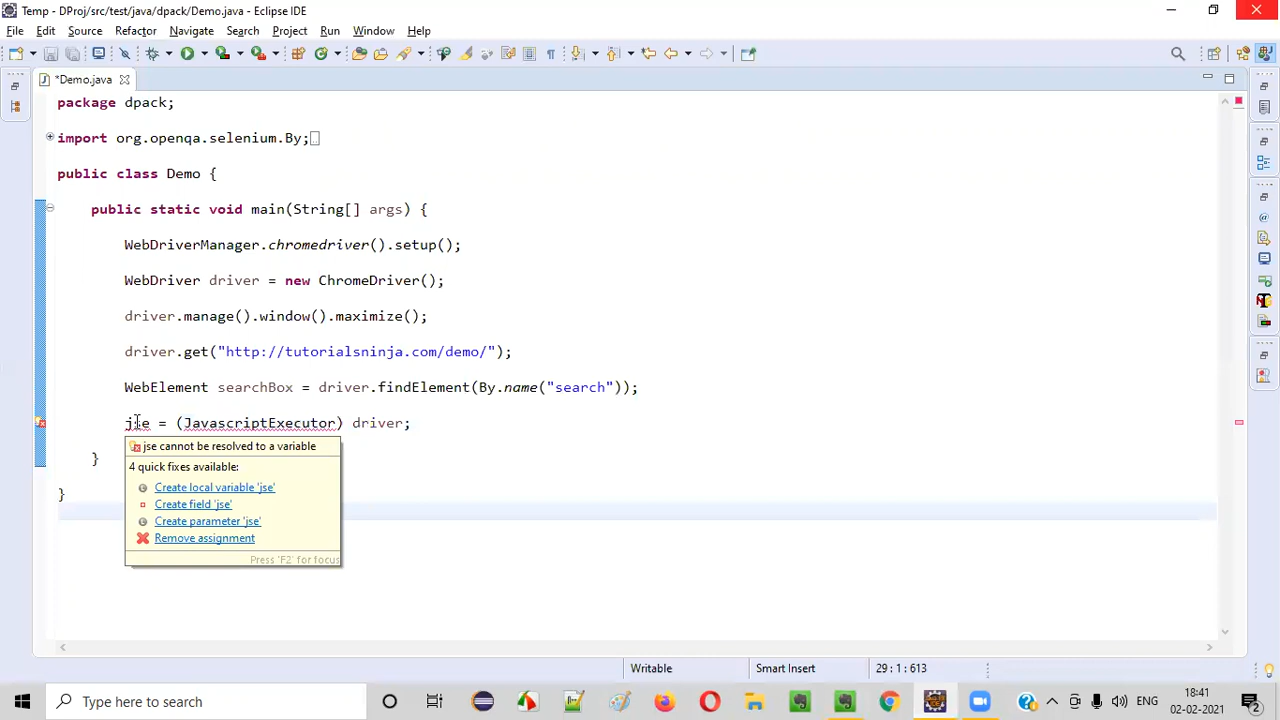 Temp - DProj/src/test/java/dpack/Demo.java - Eclipse IDE
File Edit Source Refactor Navigate Search Project Run Window Help
*Demo.java
package dpack;
import org.openqa.selenium.By;
public class Demo {
public static void main(String[] args) {
WebDriverManager.chromedriver().setup();
WebDriver driver = new ChromeDriver();
driver.manage().window().maximize();
driver.get("http://tutorialsninja.com/demo/");
WebElement searchBox = driver.findElement(By.name("search"));
jse = (JavascriptExecutor) driver;
jse cannot be resolved to a variable
}
4 quick fixes available:
Create local variable 'jse'
}
Create field 'jse'
Create parameter 'jse'
Remove assignment
Press 'F2' for focus
Writable Smart Insert 29 : 1 : 613
Type here to search
ENG
18:41
02-02-2021
2